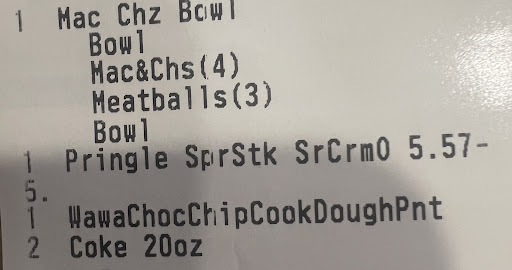 1 Mac Chz Bowl
Bowl
Mac&Chs(4)
Meatballs(3)
Bowl
1 Pringle SprStk SrCrmO 5.57-
5.
1 WawaChocChipCookDoughPnt
2 Coke 20oz